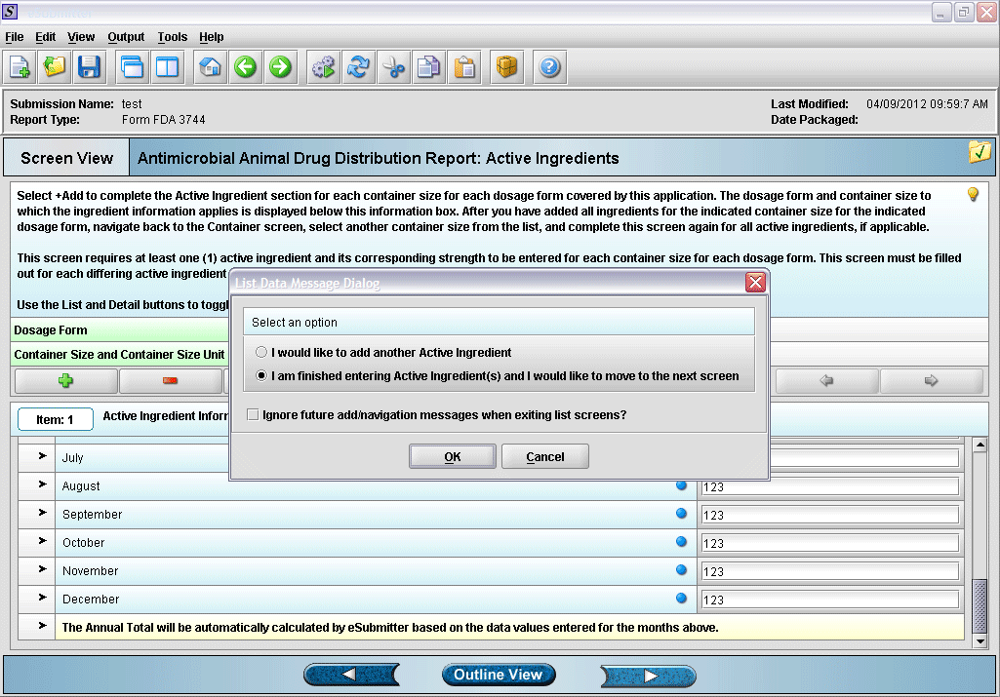 S eSubmitter
File Edit View Output Tools Help
Submission Name: test
Last Modified: 04/09/2012 09:59:7 AM
Report Type: Form FDA 3744
Date Packaged:
Screen View
Antimicrobial Animal Drug Distribution Report: Active Ingredients
Select +Add to complete the Active Ingredient section for each container size for each dosage form covered by this application. The dosage form and container size to
which the ingredient information applies is displayed below this information box. After you have added all ingredients for the indicated container size for the indicated
dosage form, navigate back to the Container screen, select another container size from the list, and complete this screen again for all active ingredients, if applicable.
This screen requires at least one (1) active ingredient and its corresponding strength to be entered for each container size for each dosage form. This screen must be filled
out for each differing active ingredient
Use the List and Detail buttons to toggl
Dosage Form
Container Size and Container Size Unit
List Data Message Dialog
Select an option
I would like to add another Active Ingredient
I am finished entering Active Ingredient(s) and I would like to move to the next screen
Ignore future add/navigation messages when exiting list screens?
OK Cancel
Item: 1
Active Ingredient Infor
July
August 123
September 123
October 123
November 123
December 123
The Annual Total will be automatically calculated by eSubmitter based on the data values entered for the months above.
Outline View